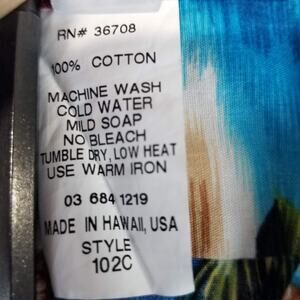 RN# 36708
100% COTTON
MACHINE WASH
COLD WATER
MILD SOAP
NO BLEACH
TUMBLE DRY, LOW HEAT
USE WARM IRON
03 684 1219
MADE IN HAWAII, USA
STYLE
102C